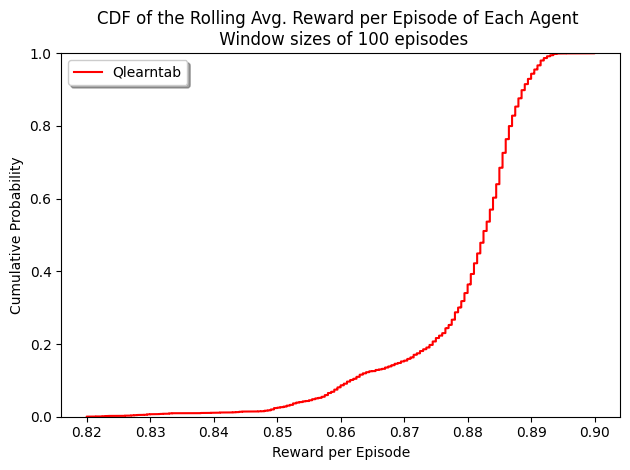 CDF of the Rolling Avg. Reward per Episode of Each Agent
Window sizes of 100 episodes
Qlearntab
1.0
0.8
0.6
0.4
0.2
0.0
Cumulative Probability
0.82 0.83 0.84 0.85 0.86 0.87 0.88 0.89 0.90
Reward per Episode